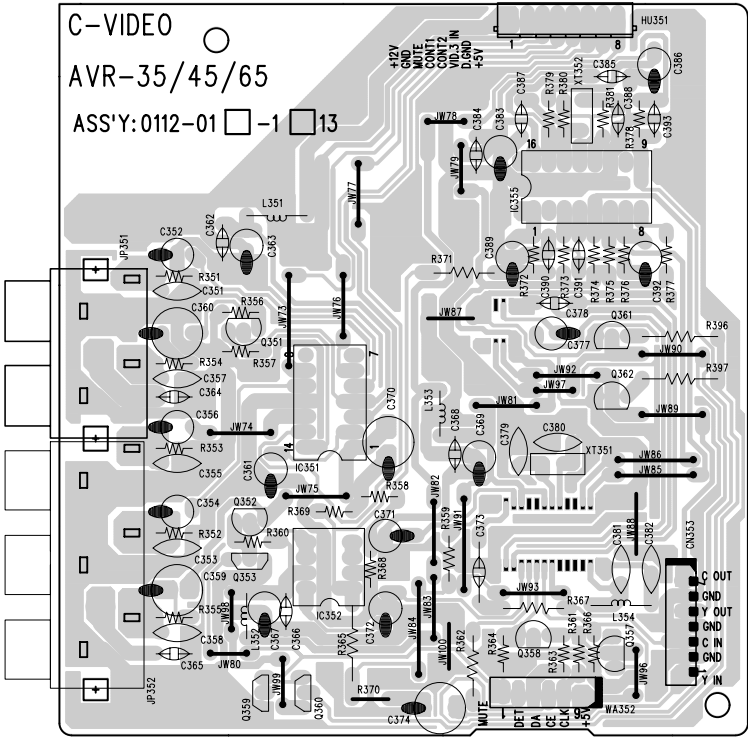 C-VIDEO
AVR-35/45/65
ASS'Y:0112-01 -1 13
HU351
1
8
+12V
GND
MUTE
CONT1
CONT2
VID.3 IN
D.GND
+5V
C386
C385
XT352
R380
R379
C387
R381
C388
R378
C393
C383
C384
JW78
JW79
16
9
IC355
1
8
JW77
L351
C362
C363
C352
JP351
R351
C351
C360
R356
Q351
R357
R354
C357
C364
C356
R353
C355
JW73
JW76
JW74
R371
C389
R372
C390
R373
C391
R374
R375
R376
C392
R377
JW87
C378
C377
Q361
R396
JW90
R397
JW92
JW97
Q362
JW81
JW89
8
7
14
1
IC351
C370
L353
C368
C369
C379
C380
XT351
JW86
JW85
C361
JW75
R358
R369
C354
R352
C353
Q352
R360
Q353
C371
JW82
R359
JW91
C373
R368
JW88
C381
C382
CN353
C OUT
GND
Y OUT
GND
C IN
GND
Y IN
C359
R355
C358
C365
JW98
L352
C367
C366
IC352
R365
C372
JW84
JW83
JW100
R362
JW93
R367
L354
R364
Q358
R363
R361
R366
Q357
JW96
JW80
JW99
JP352
Q359
Q360
R370
C374
MUTE
1
DET
DA
CE
CLK
9
+5V
WA352